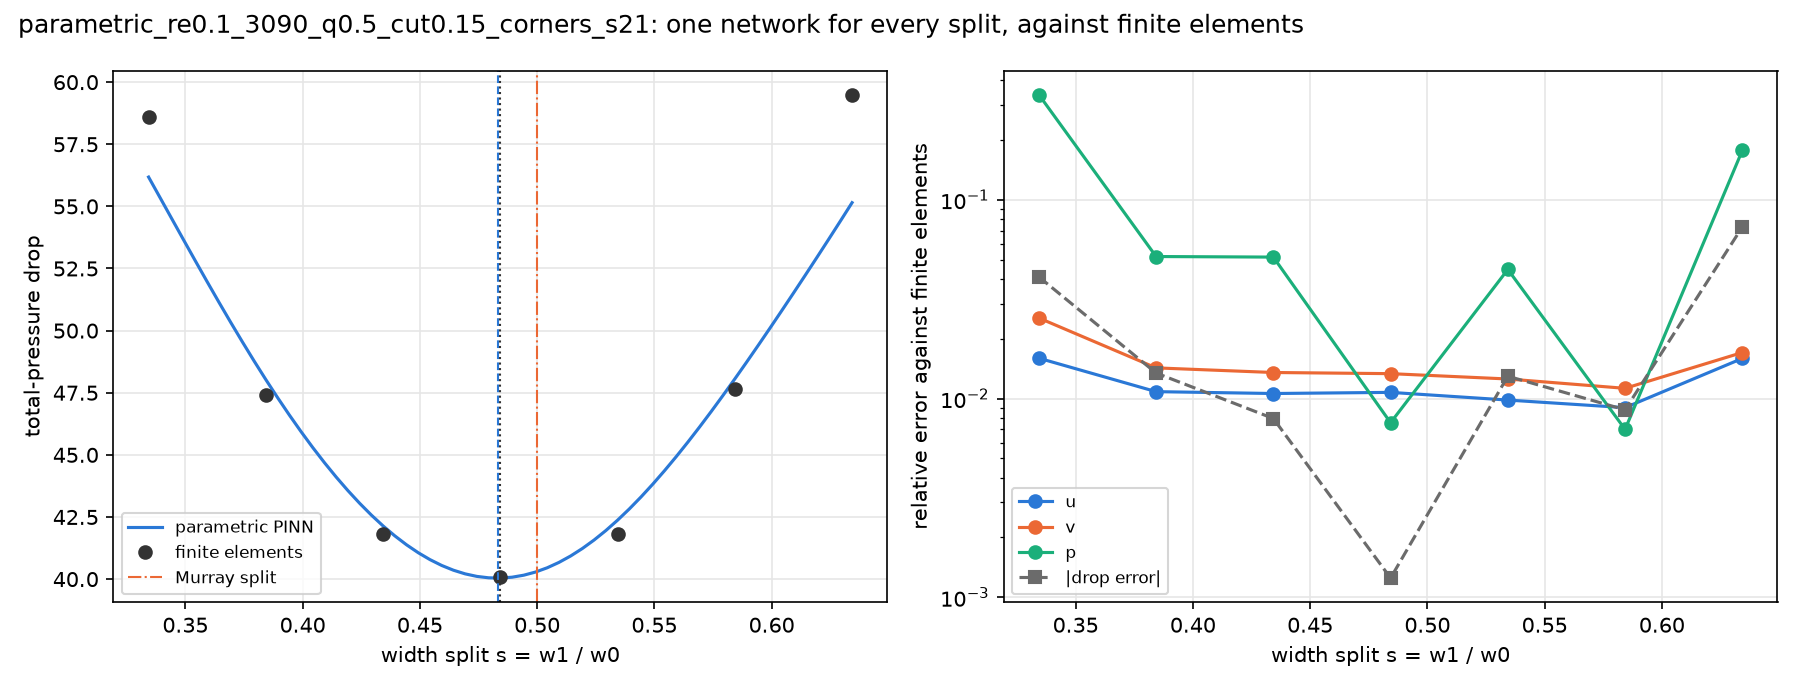 parametric_re0.1_3090_q0.5_cut0.15_corners_s21: one network for every split, against finite elements
total-pressure drop
60.0
57.5
55.0
52.5
50.0
47.5
45.0
42.5
40.0
parametric PINN
finite elements
Murray split
0.35 0.40 0.45 0.50 0.55 0.60
width split s = w1 / w0
relative error against finite elements
10⁻¹
10⁻²
10⁻³
u
v
p
|drop error|
0.35 0.40 0.45 0.50 0.55 0.60
width split s = w1 / w0